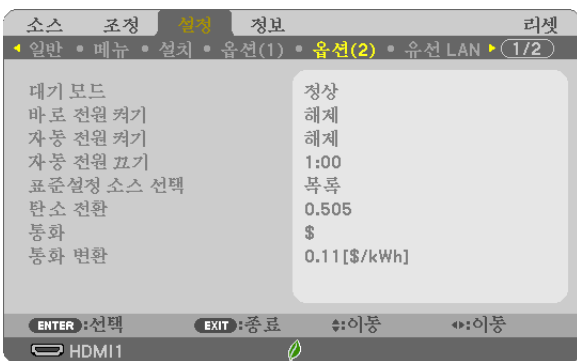 소스 조정 설정 정보 리셋
일반 • 메뉴 • 설치 • 옵션(1) • 옵션(2) • 유선 LAN 1/2
대기 모드 정상
바로 전원 켜기 해제
자동 전원 켜기 해제
자동 전원 끄기 1:00
표준설정 소스 선택 목록
탄소 전환 0.505
통화 $
통화 변환 0.11[$/kWh]
ENTER :선택 EXIT :종료 :이동 :이동
HDMI1